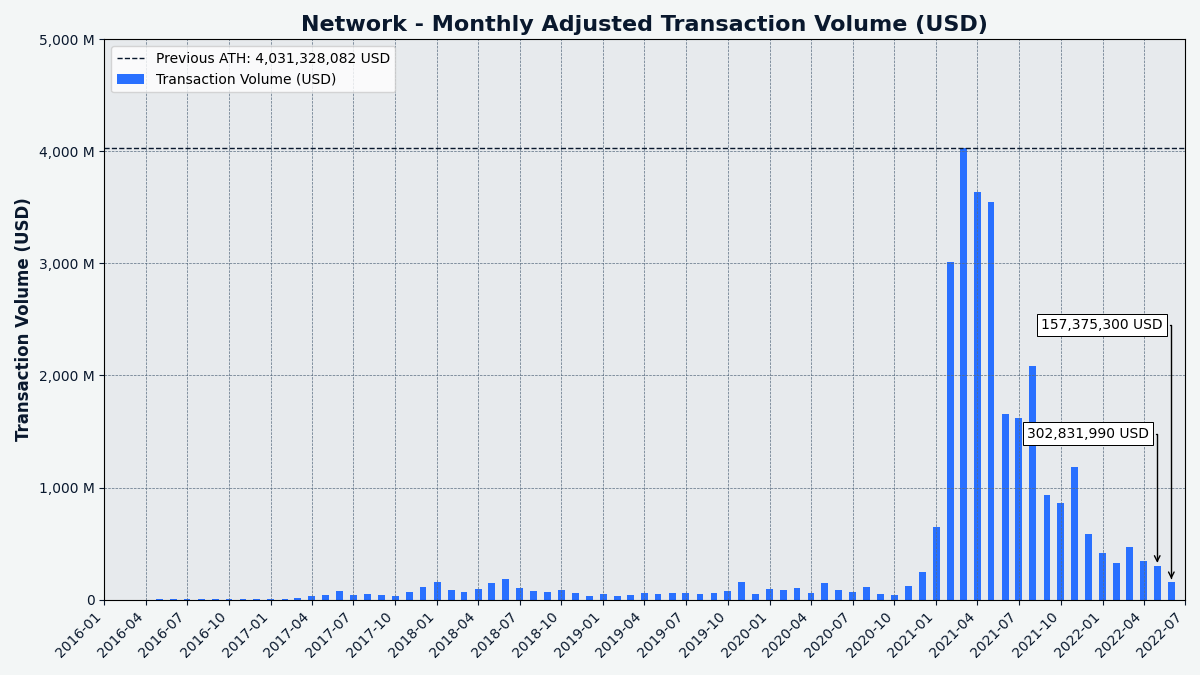 Network - Monthly Adjusted Transaction Volume (USD)
Previous ATH: 4,031,328,082 USD
Transaction Volume (USD)
Transaction Volume (USD)
5,000 M
4,000 M
3,000 M
2,000 M
1,000 M
0
157,375,300 USD
302,831,990 USD
2016-01
2016-04
2016-07
2016-10
2017-01
2017-04
2017-07
2017-10
2018-01
2018-04
2018-07
2018-10
2019-01
2019-04
2019-07
2019-10
2020-01
2020-04
2020-07
2020-10
2021-01
2021-04
2021-07
2021-10
2022-01
2022-04
2022-07